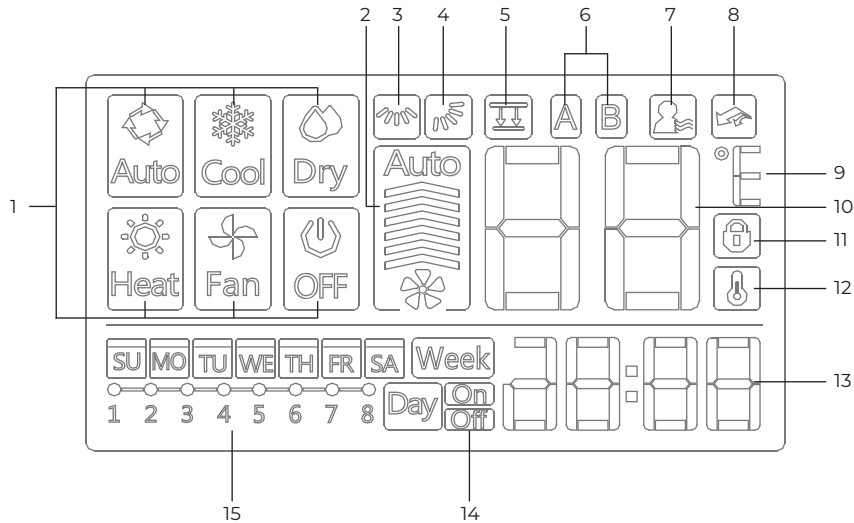 2 3 4 5 6 7 8
A B
Auto Cool Dry Auto
9
10
1
11
Heat Fan OFF
12
SU MO TU WE TH FR SA Week
13
Day On
Off
1 2 3 4 5 6 7 8
15 14